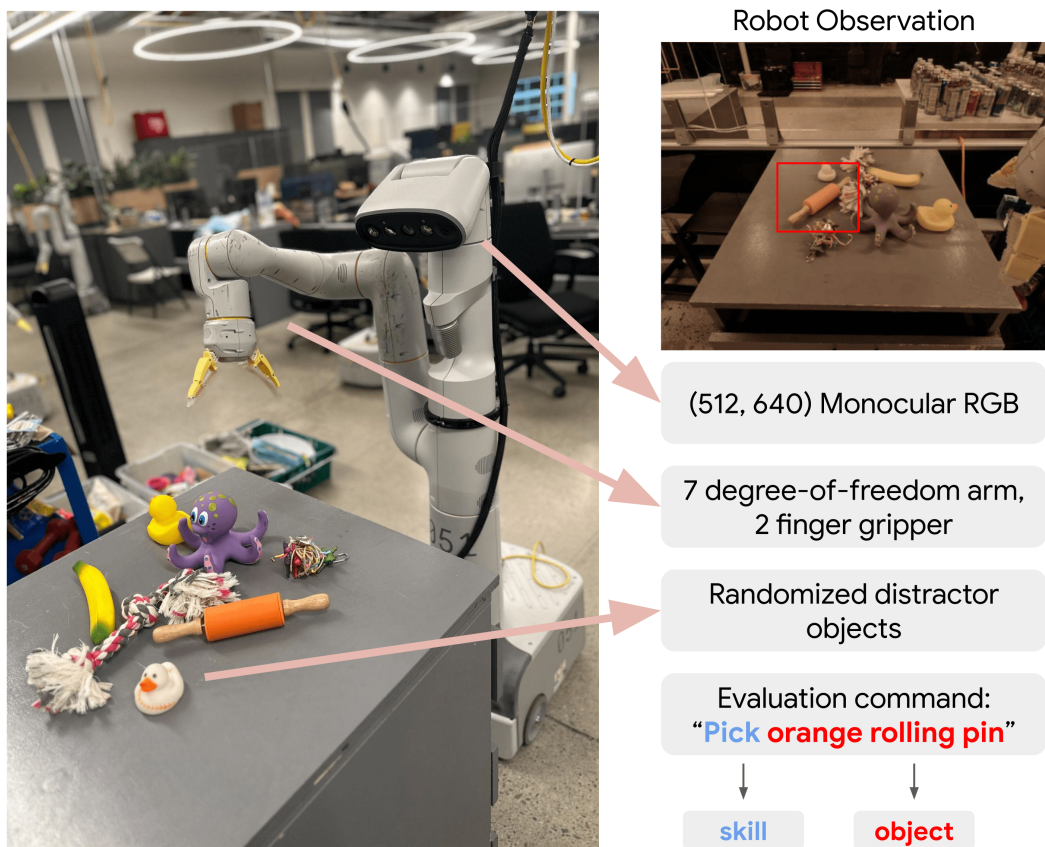 Robot Observation
(512, 640) Monocular RGB
7 degree-of-freedom arm,
2 finger gripper
Randomized distractor
objects
Evaluation command:
“Pick orange rolling pin”
skill
object
951